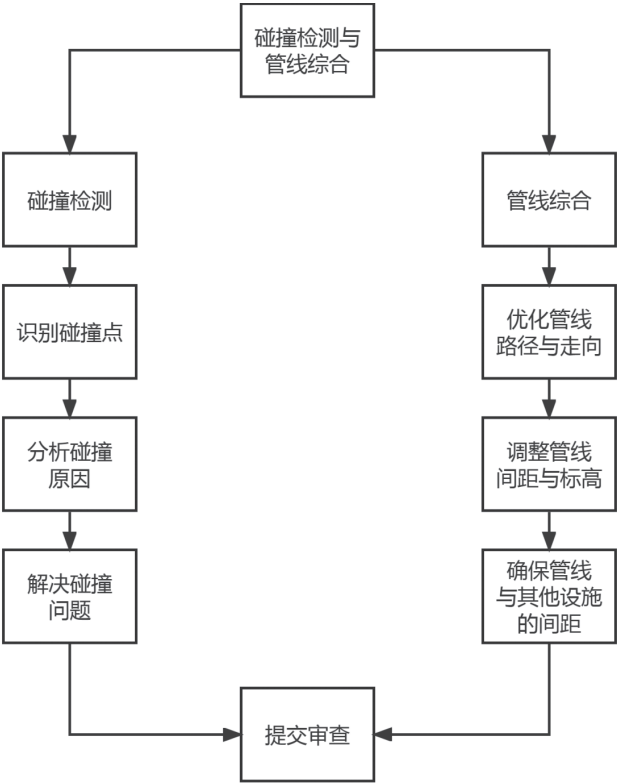 碰撞检测与
管线综合
碰撞检测
管线综合
识别碰撞点
优化管线
路径与走向
分析碰撞
原因
调整管线
间距与标高
解决碰撞
问题
确保管线
与其他设施
的间距
提交审查